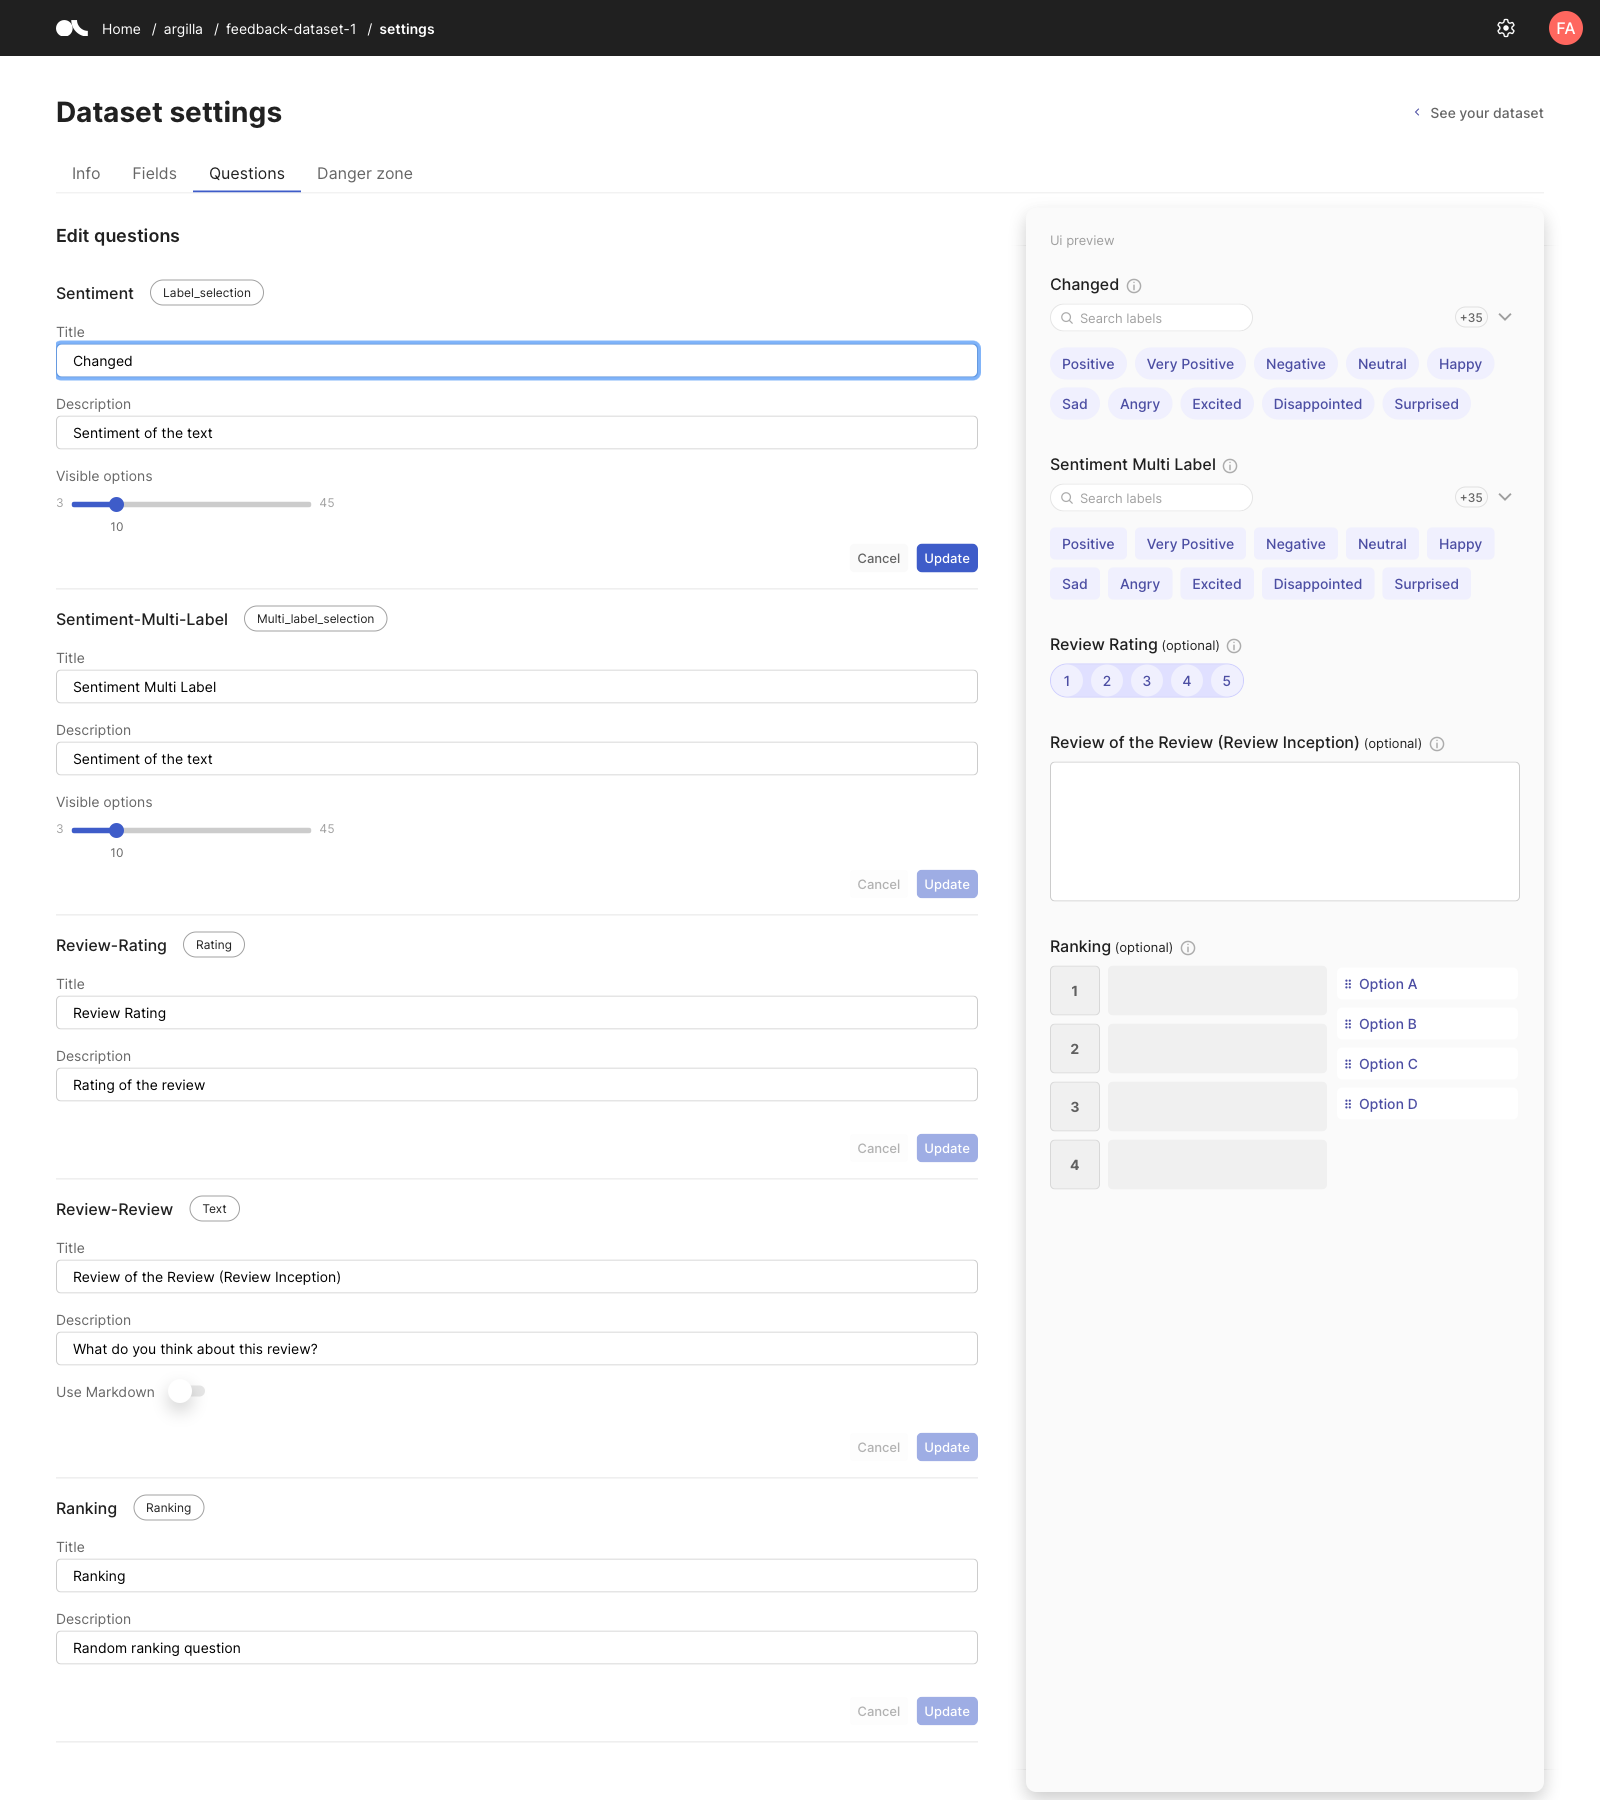 Home / argilla / feedback-dataset-1 / settings
FA
Dataset settings
See your dataset
Info Fields Questions Danger zone
Edit questions
Sentiment Label_selection
Title
Changed
Description
Sentiment of the text
Visible options
3 45
10
Cancel Update
Sentiment-Multi-Label Multi_label_selection
Title
Sentiment Multi Label
Description
Sentiment of the text
Visible options
3 45
10
Cancel Update
Review-Rating Rating
Title
Review Rating
Description
Rating of the review
Cancel Update
Review-Review Text
Title
Review of the Review (Review Inception)
Description
What do you think about this review?
Use Markdown
Cancel Update
Ranking Ranking
Title
Ranking
Description
Random ranking question
Cancel Update
Ui preview
Changed
Search labels +35
Positive Very Positive Negative Neutral Happy
Sad Angry Excited Disappointed Surprised
Sentiment Multi Label
Search labels +35
Positive Very Positive Negative Neutral Happy
Sad Angry Excited Disappointed Surprised
Review Rating (optional)
1 2 3 4 5
Review of the Review (Review Inception) (optional)
Ranking (optional)
1 Option A
2 Option B
3 Option C
4 Option D